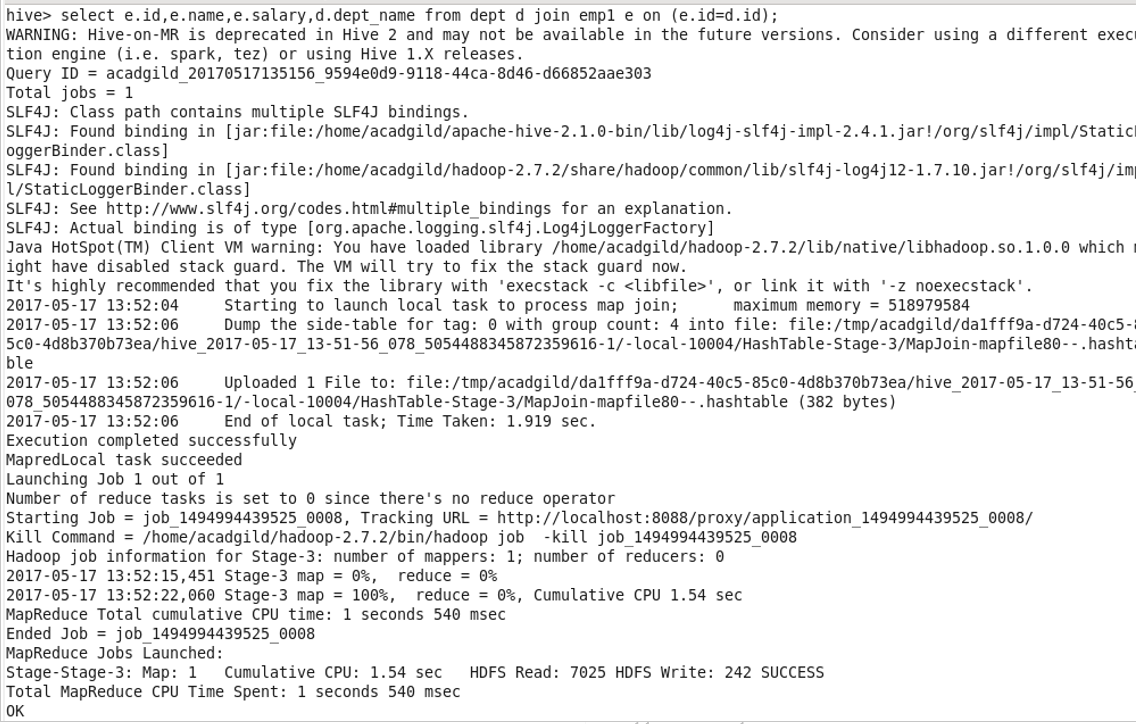 hive> select e.id,e.name,e.salary,d.dept_name from dept d join emp1 e on (e.id=d.id);
WARNING: Hive-on-MR is deprecated in Hive 2 and may not be available in the future versions. Consider using a different execu
tion engine (i.e. spark, tez) or using Hive 1.X releases.
Query ID = acadgild_20170517135156_9594e0d9-9118-44ca-8d46-d66852aae303
Total jobs = 1
SLF4J: Class path contains multiple SLF4J bindings.
SLF4J: Found binding in [jar:file:/home/acadgild/apache-hive-2.1.0-bin/lib/log4j-slf4j-impl-2.4.1.jar!/org/slf4j/impl/Static
oggerBinder.class]
SLF4J: Found binding in [jar:file:/home/acadgild/hadoop-2.7.2/share/hadoop/common/lib/slf4j-log4j12-1.7.10.jar!/org/slf4j/im
l/StaticLoggerBinder.class]
SLF4J: See http://www.slf4j.org/codes.html#multiple_bindings for an explanation.
SLF4J: Actual binding is of type [org.apache.logging.slf4j.Log4jLoggerFactory]
Java HotSpot(TM) Client VM warning: You have loaded library /home/acadgild/hadoop-2.7.2/lib/native/libhadoop.so.1.0.0 which
ight have disabled stack guard. The VM will try to fix the stack guard now.
It's highly recommended that you fix the library with 'execstack -c <libfile>', or link it with '-z noexecstack'.
2017-05-17 13:52:04     Starting to launch local task to process map join;      maximum memory = 518979584
2017-05-17 13:52:06     Dump the side-table for tag: 0 with group count: 4 into file: file:/tmp/acadgild/da1fff9a-d724-40c5-
5c0-4d8b370b73ea/hive_2017-05-17_13-51-56_078_5054488345872359616-1/-local-10004/HashTable-Stage-3/MapJoin-mapfile80--.hashta
ble
2017-05-17 13:52:06     Uploaded 1 File to: file:/tmp/acadgild/da1fff9a-d724-40c5-85c0-4d8b370b73ea/hive_2017-05-17_13-51-56_
078_5054488345872359616-1/-local-10004/HashTable-Stage-3/MapJoin-mapfile80--.hashtable (382 bytes)
2017-05-17 13:52:06     End of local task; Time Taken: 1.919 sec.
Execution completed successfully
MapredLocal task succeeded
Launching Job 1 out of 1
Number of reduce tasks is set to 0 since there's no reduce operator
Starting Job = job_1494994439525_0008, Tracking URL = http://localhost:8088/proxy/application_1494994439525_0008/
Kill Command = /home/acadgild/hadoop-2.7.2/bin/hadoop job  -kill job_1494994439525_0008
Hadoop job information for Stage-3: number of mappers: 1; number of reducers: 0
2017-05-17 13:52:15,451 Stage-3 map = 0%,  reduce = 0%
2017-05-17 13:52:22,060 Stage-3 map = 100%,  reduce = 0%, Cumulative CPU 1.54 sec
MapReduce Total cumulative CPU time: 1 seconds 540 msec
Ended Job = job_1494994439525_0008
MapReduce Jobs Launched:
Stage-Stage-3: Map: 1   Cumulative CPU: 1.54 sec   HDFS Read: 7025 HDFS Write: 242 SUCCESS
Total MapReduce CPU Time Spent: 1 seconds 540 msec
OK